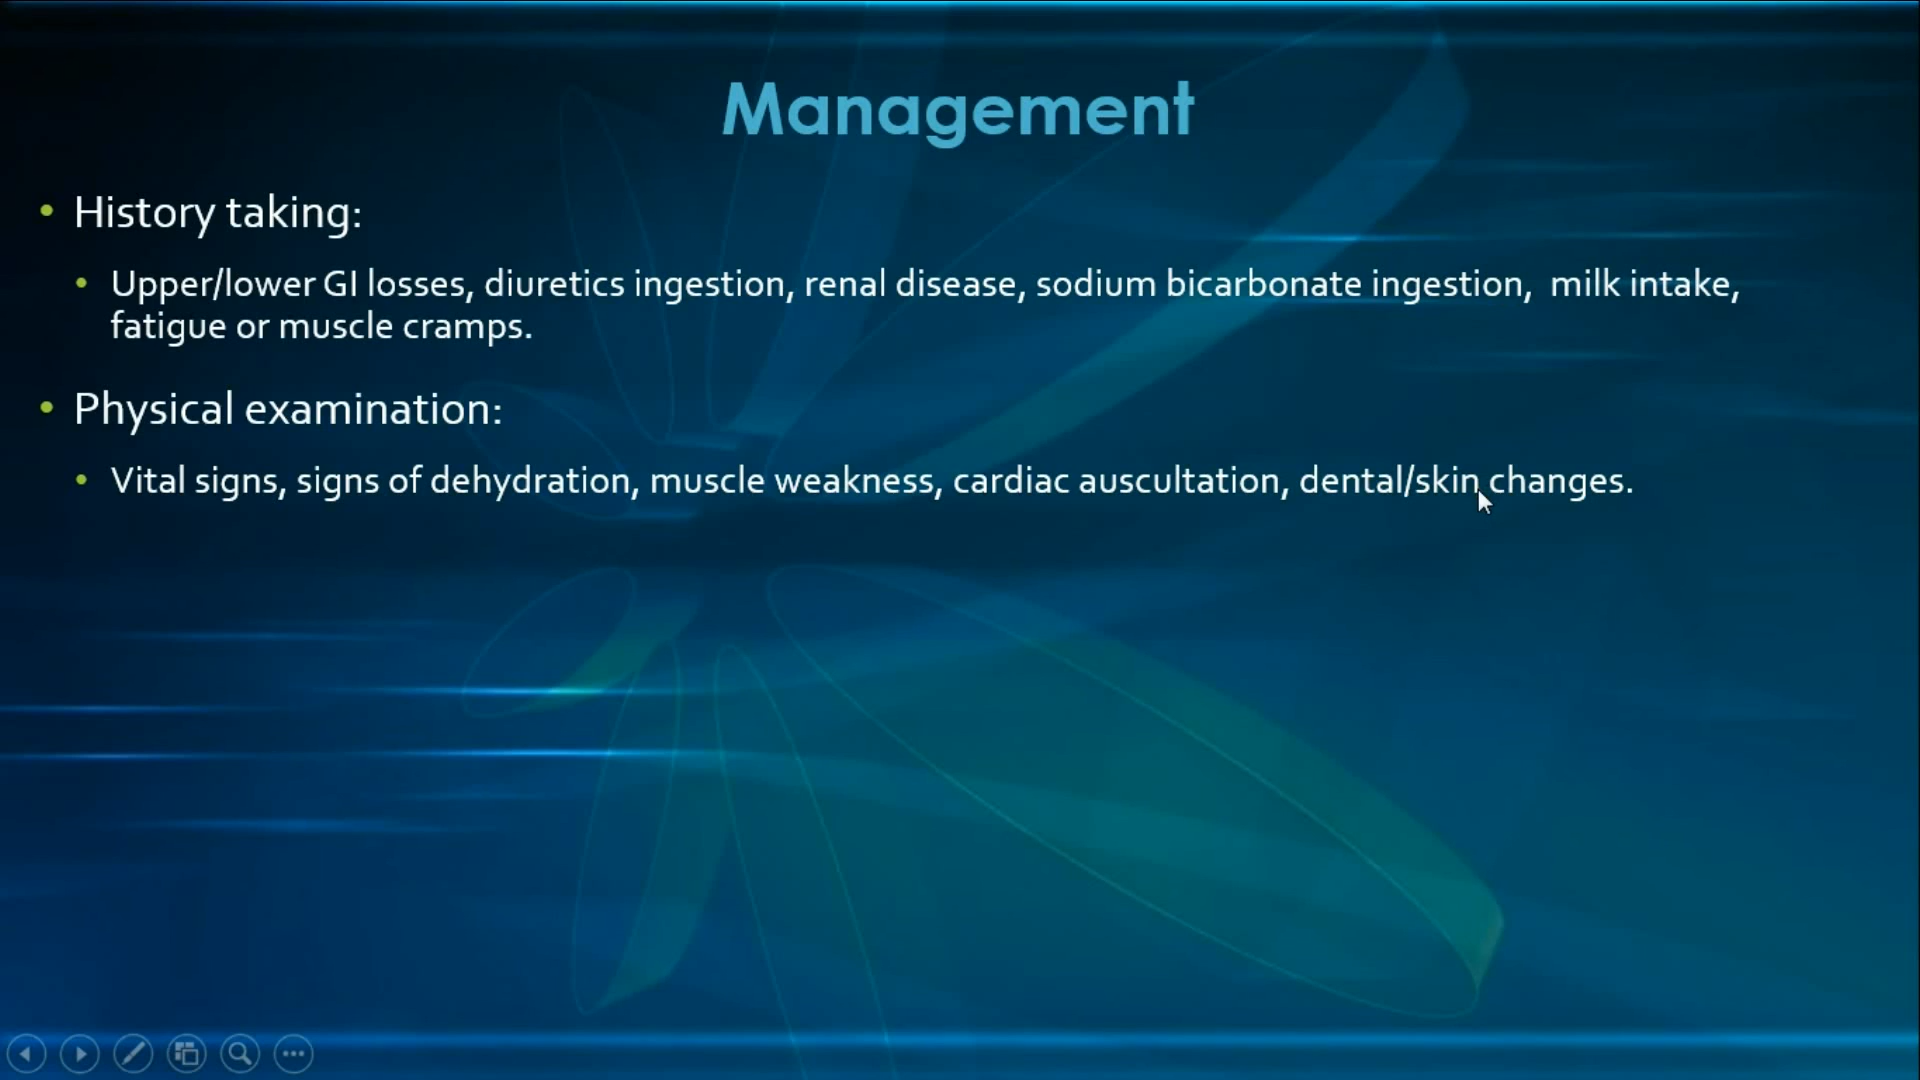 Management
• History taking:
• Upper/lower GI losses, diuretics ingestion, renal disease, sodium bicarbonate ingestion,  milk intake,
fatigue or muscle cramps.
• Physical examination:
• Vital signs, signs of dehydration, muscle weakness, cardiac auscultation, dental/skin changes.